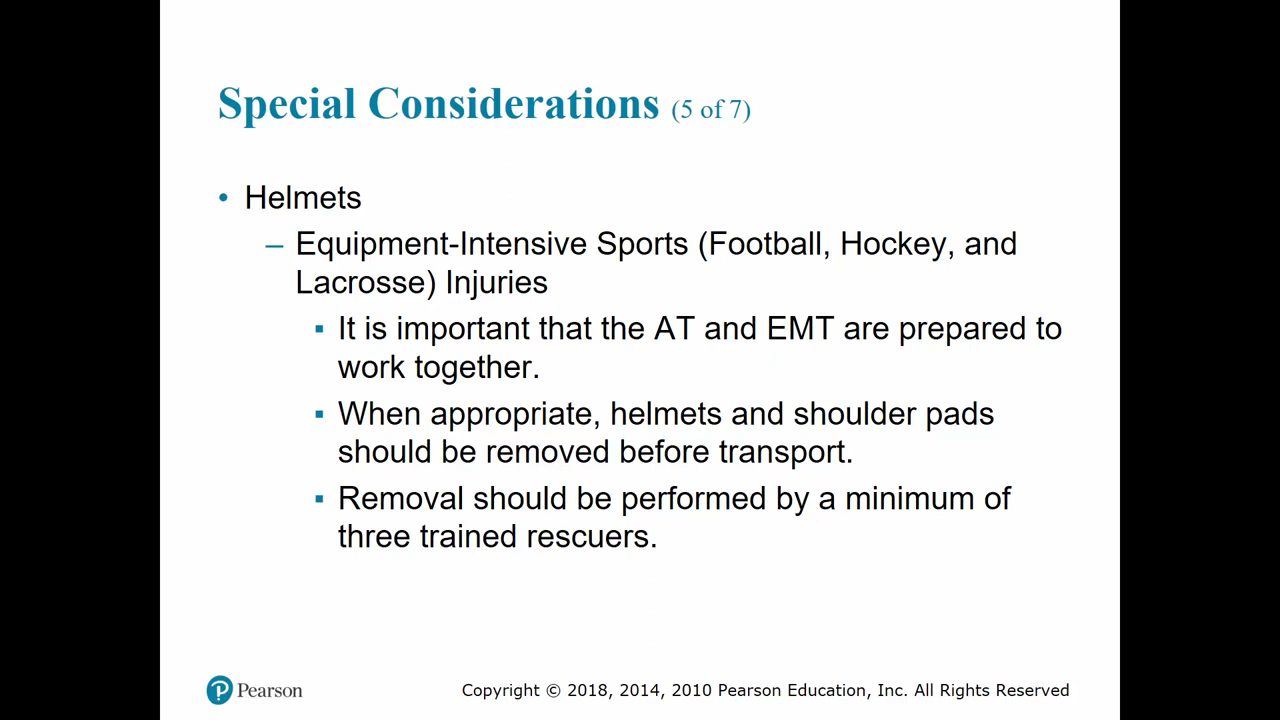 Special Considerations (5 of 7)
• Helmets
– Equipment-Intensive Sports (Football, Hockey, and
Lacrosse) Injuries
▪ It is important that the AT and EMT are prepared to
work together.
▪ When appropriate, helmets and shoulder pads
should be removed before transport.
▪ Removal should be performed by a minimum of
three trained rescuers.
P Pearson
Copyright © 2018, 2014, 2010 Pearson Education, Inc. All Rights Reserved